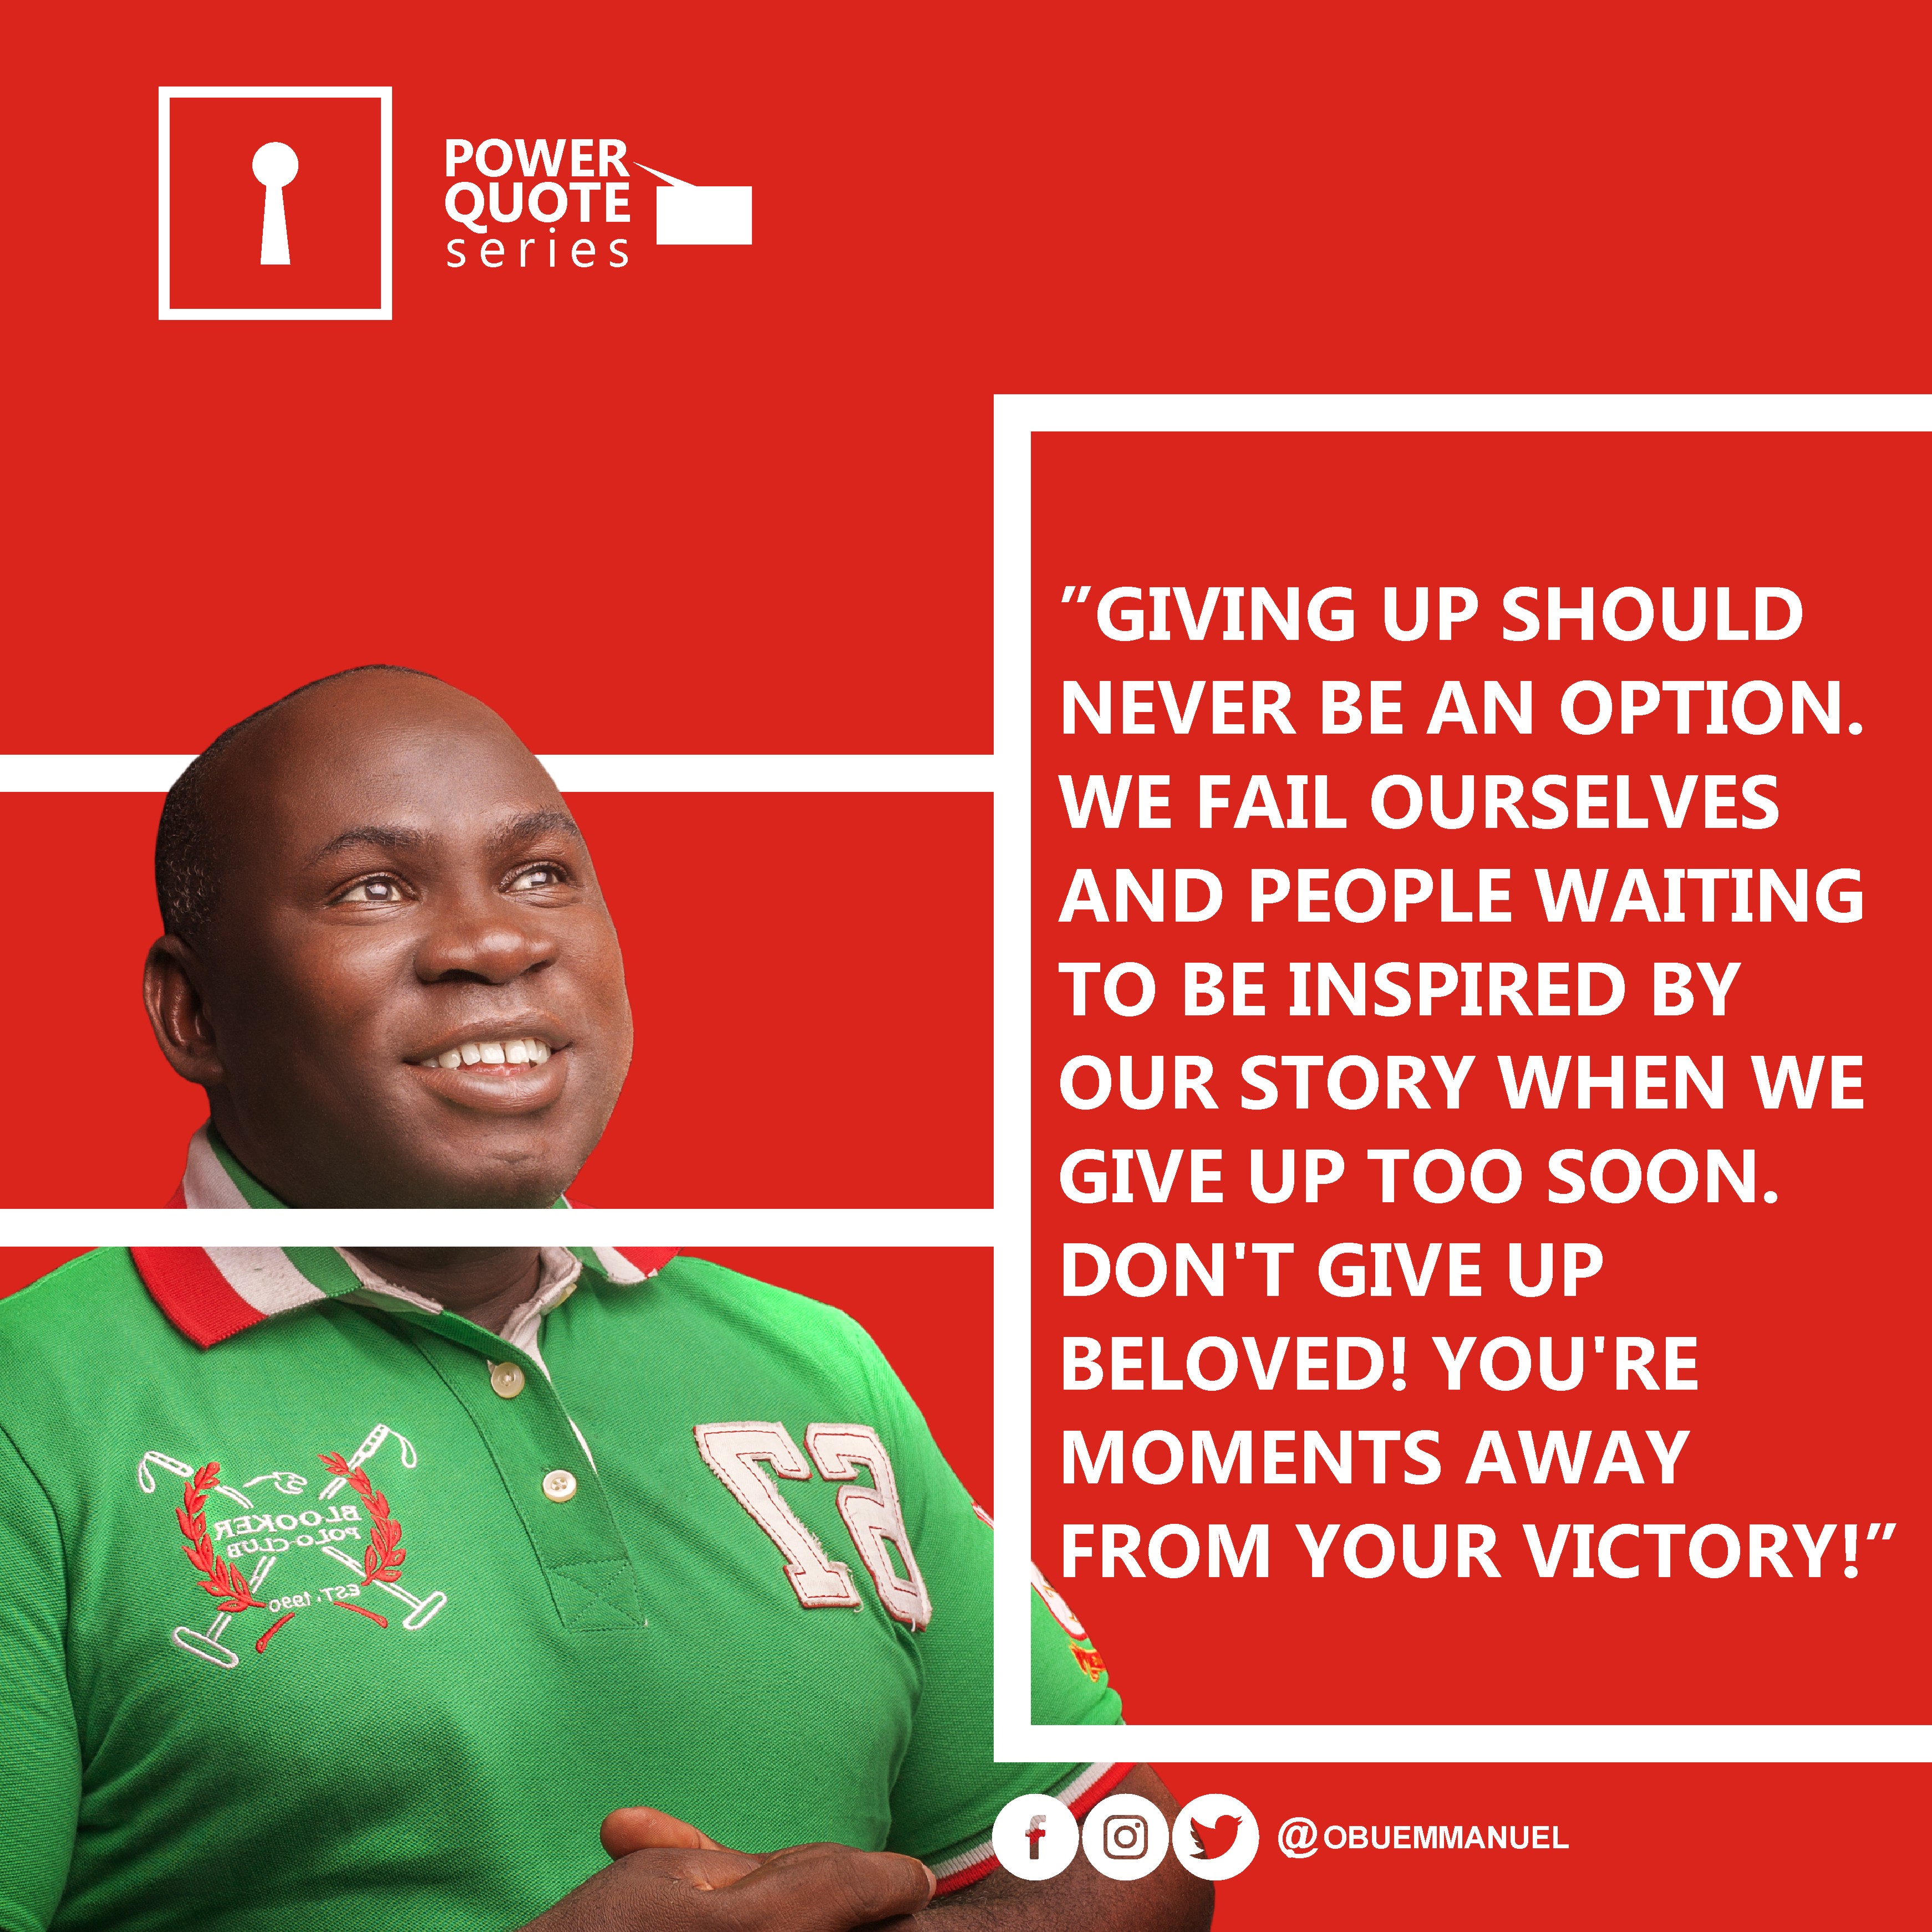 POWER
QUOTE
series
"GIVING UP SHOULD
NEVER BE AN OPTION.
WE FAIL OURSELVES
AND PEOPLE WAITING
TO BE INSPIRED BY
OUR STORY WHEN WE
GIVE UP TOO SOON.
DON'T GIVE UP
BELOVED! YOU'RE
MOMENTS AWAY
FROM YOUR VICTORY!”
BLOOKER
POLO-CLUB
EST. 1990
57
@OBUEMMANUEL